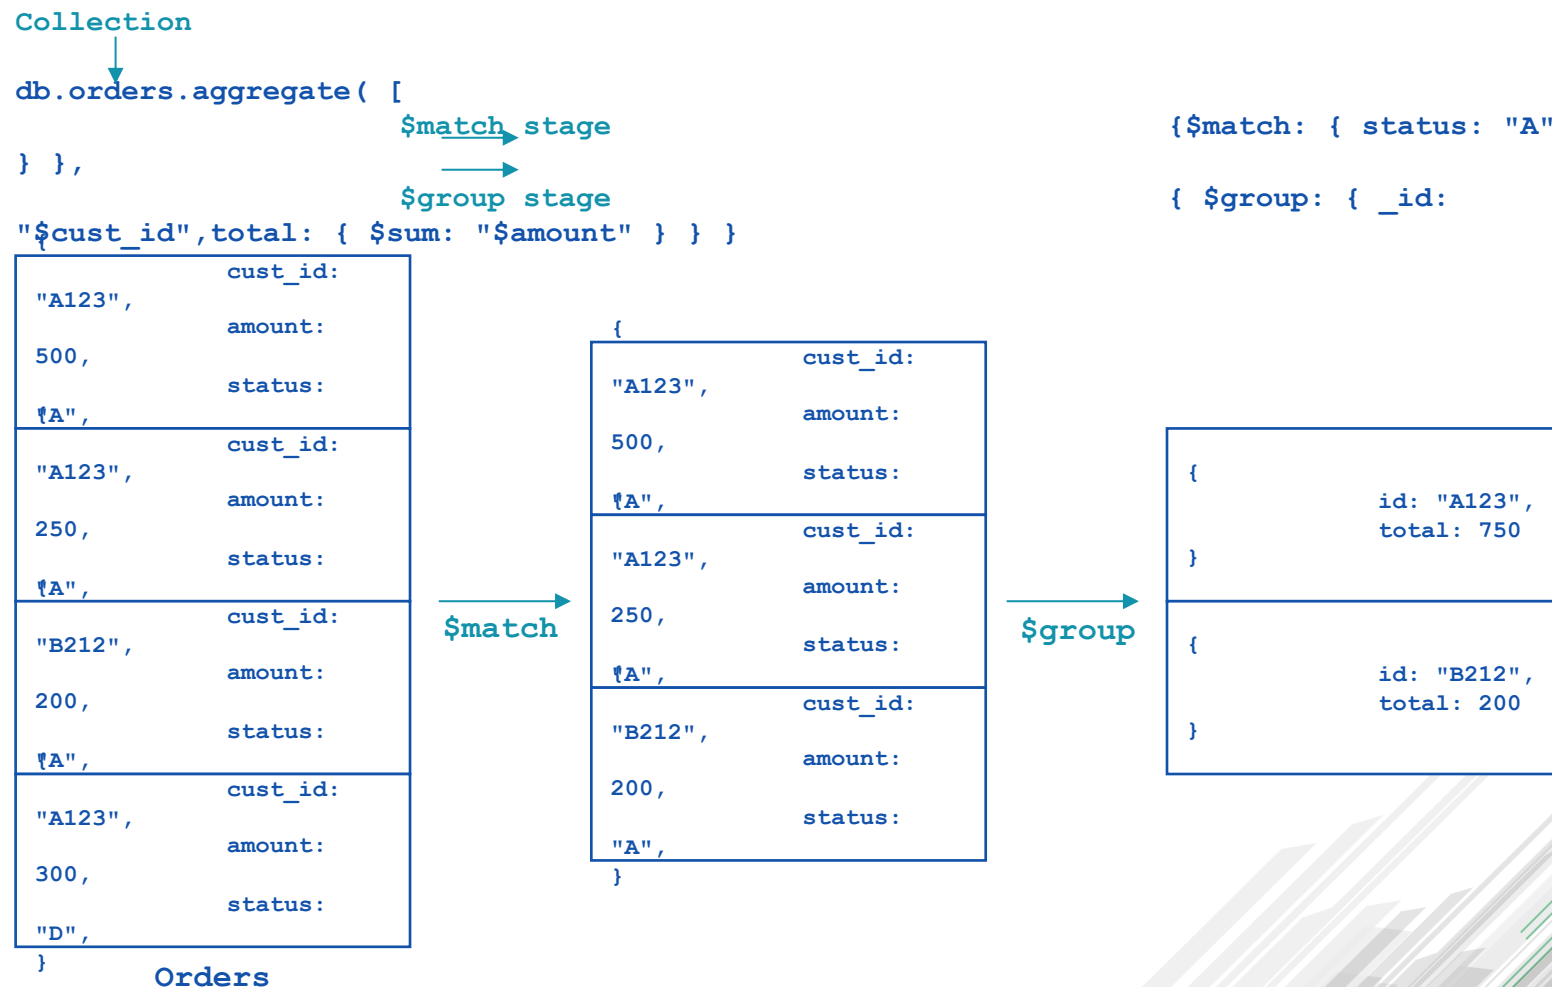 Collection
db.orders.aggregate( [
$match stage {$match: { status: "A"
} },
$group stage { $group: { _id:
"$cust_id",total: { $sum: "$amount" } } }
{
cust_id:
"A123",
amount:
500,
status:
"A",
}
{
cust_id:
"A123",
amount:
250,
status:
"A",
}
{
cust_id:
"B212",
amount:
200,
status:
"A",
}
{
cust_id:
"A123",
amount:
300,
status:
"D",
}
Orders
$match
{
cust_id:
"A123",
amount:
500,
status:
"A",
}
{
cust_id:
"A123",
amount:
250,
status:
"A",
}
{
cust_id:
"B212",
amount:
200,
status:
"A",
}
$group
{
id: "A123",
total: 750
}
{
id: "B212",
total: 200
}